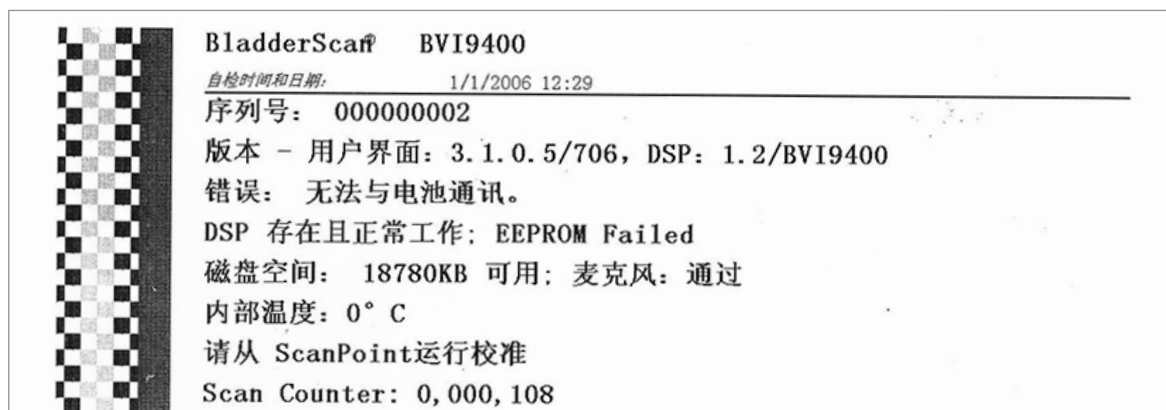 BladderScan® BVI9400
自检时间和日期: 1/1/2006 12:29
序列号: 000000002
版本 - 用户界面: 3.1.0.5/706, DSP: 1.2/BVI9400
错误: 无法与电池通讯。
DSP 存在且正常工作; EEPROM Failed
磁盘空间: 18780KB 可用; 麦克风: 通过
内部温度: 0° C
请从 ScanPoint运行校准
Scan Counter: 0,000,108